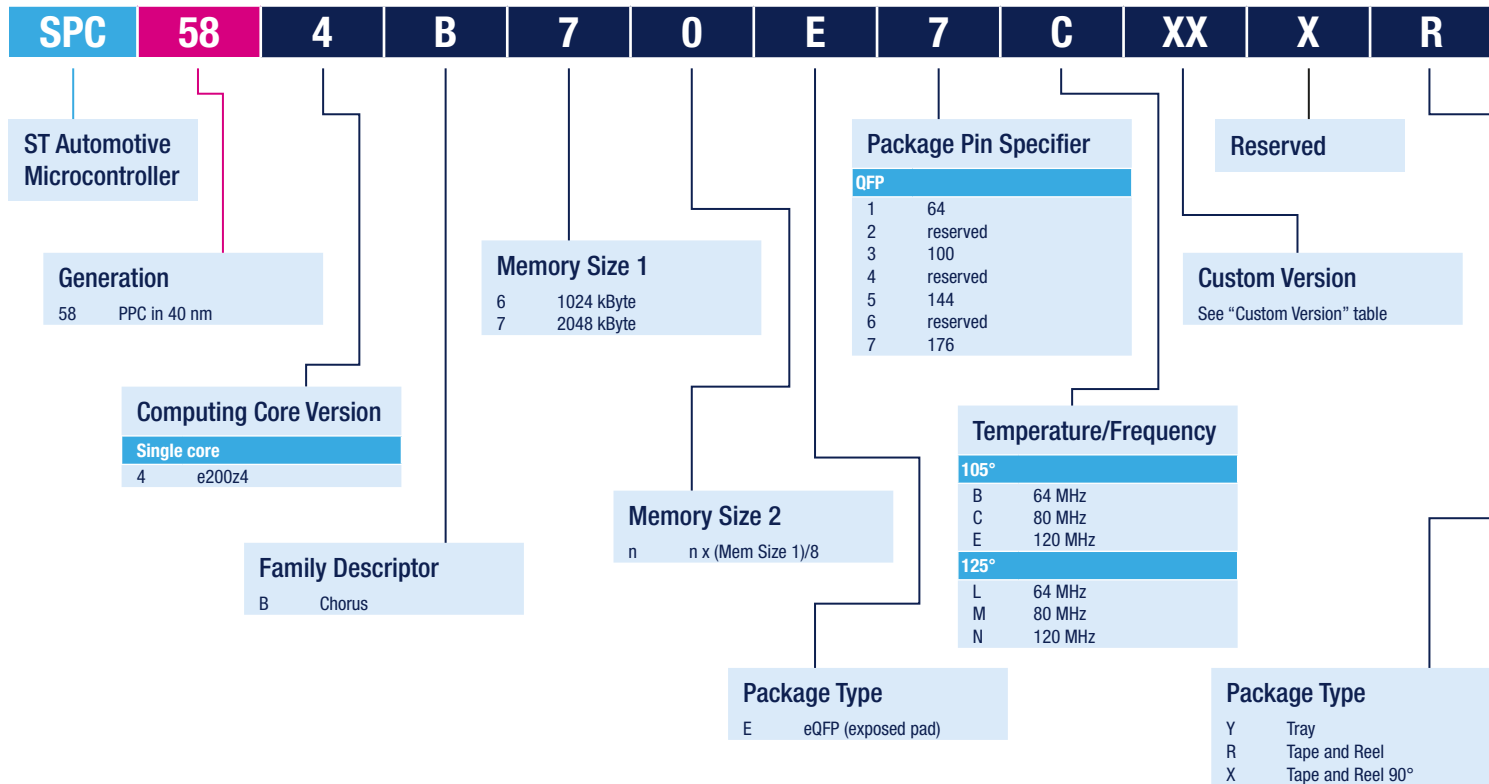 SPC 58 4 B 7 0 E 7 C XX X R
ST Automotive
Microcontroller
Generation
58 PPC in 40 nm
Computing Core Version
Single core
4 e200z4
Family Descriptor
B Chorus
Memory Size 1
6 1024 kByte
7 2048 kByte
Memory Size 2
n n x (Mem Size 1)/8
Package Type
E eQFP (exposed pad)
Package Pin Specifier
QFP
1 64
2 reserved
3 100
4 reserved
5 144
6 reserved
7 176
Temperature/Frequency
105°
B 64 MHz
C 80 MHz
E 120 MHz
125°
L 64 MHz
M 80 MHz
N 120 MHz
Custom Version
See “Custom Version” table
Reserved
Package Type
Y Tray
R Tape and Reel
X Tape and Reel 90°